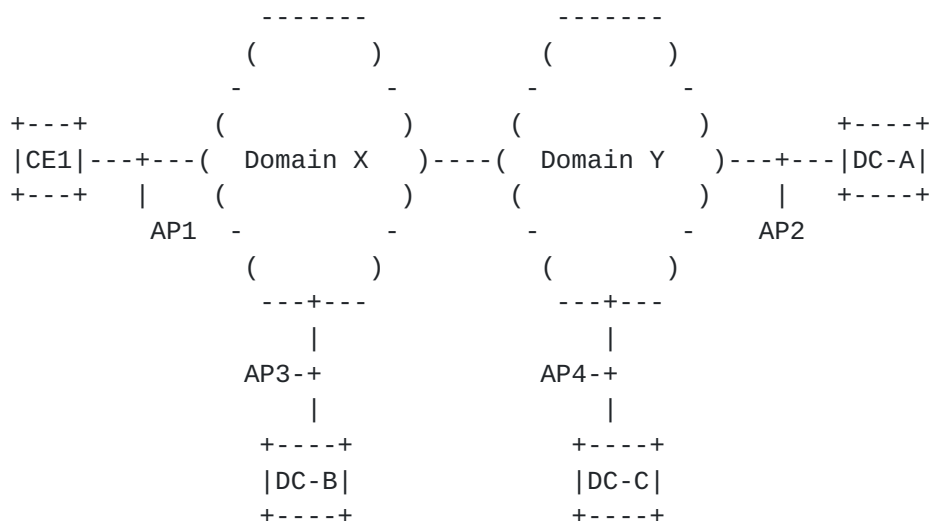 -------                -------
               (       )              (       )
              -         -            -         -
+---+        (           )          (           )        +----+
|CE1|---+---(  Domain X   )----(  Domain Y   )---+---|DC-A|
+---+   |    (           )          (           )    |   +----+
         AP1  -         -            -         -    AP2
               (       )              (       )
                ---+---                ---+---
                   |                      |
               AP3-+                  AP4-+
                   |                      |
                +----+                 +----+
                |DC-B|                 |DC-C|
                +----+                 +----+